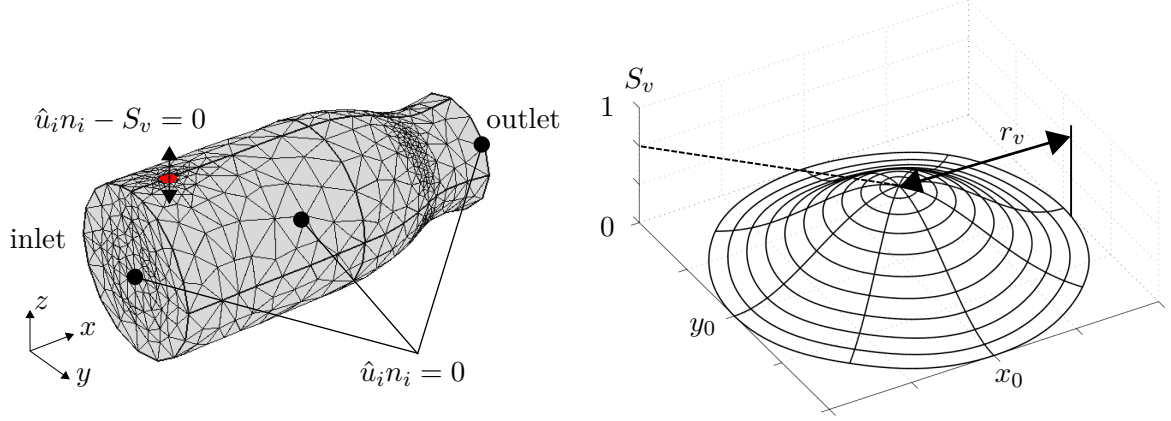 û_i n_i − S_v = 0
outlet
inlet
z
x
y
û_i n_i = 0
S_v
1
r_v
0
y_0
x_0